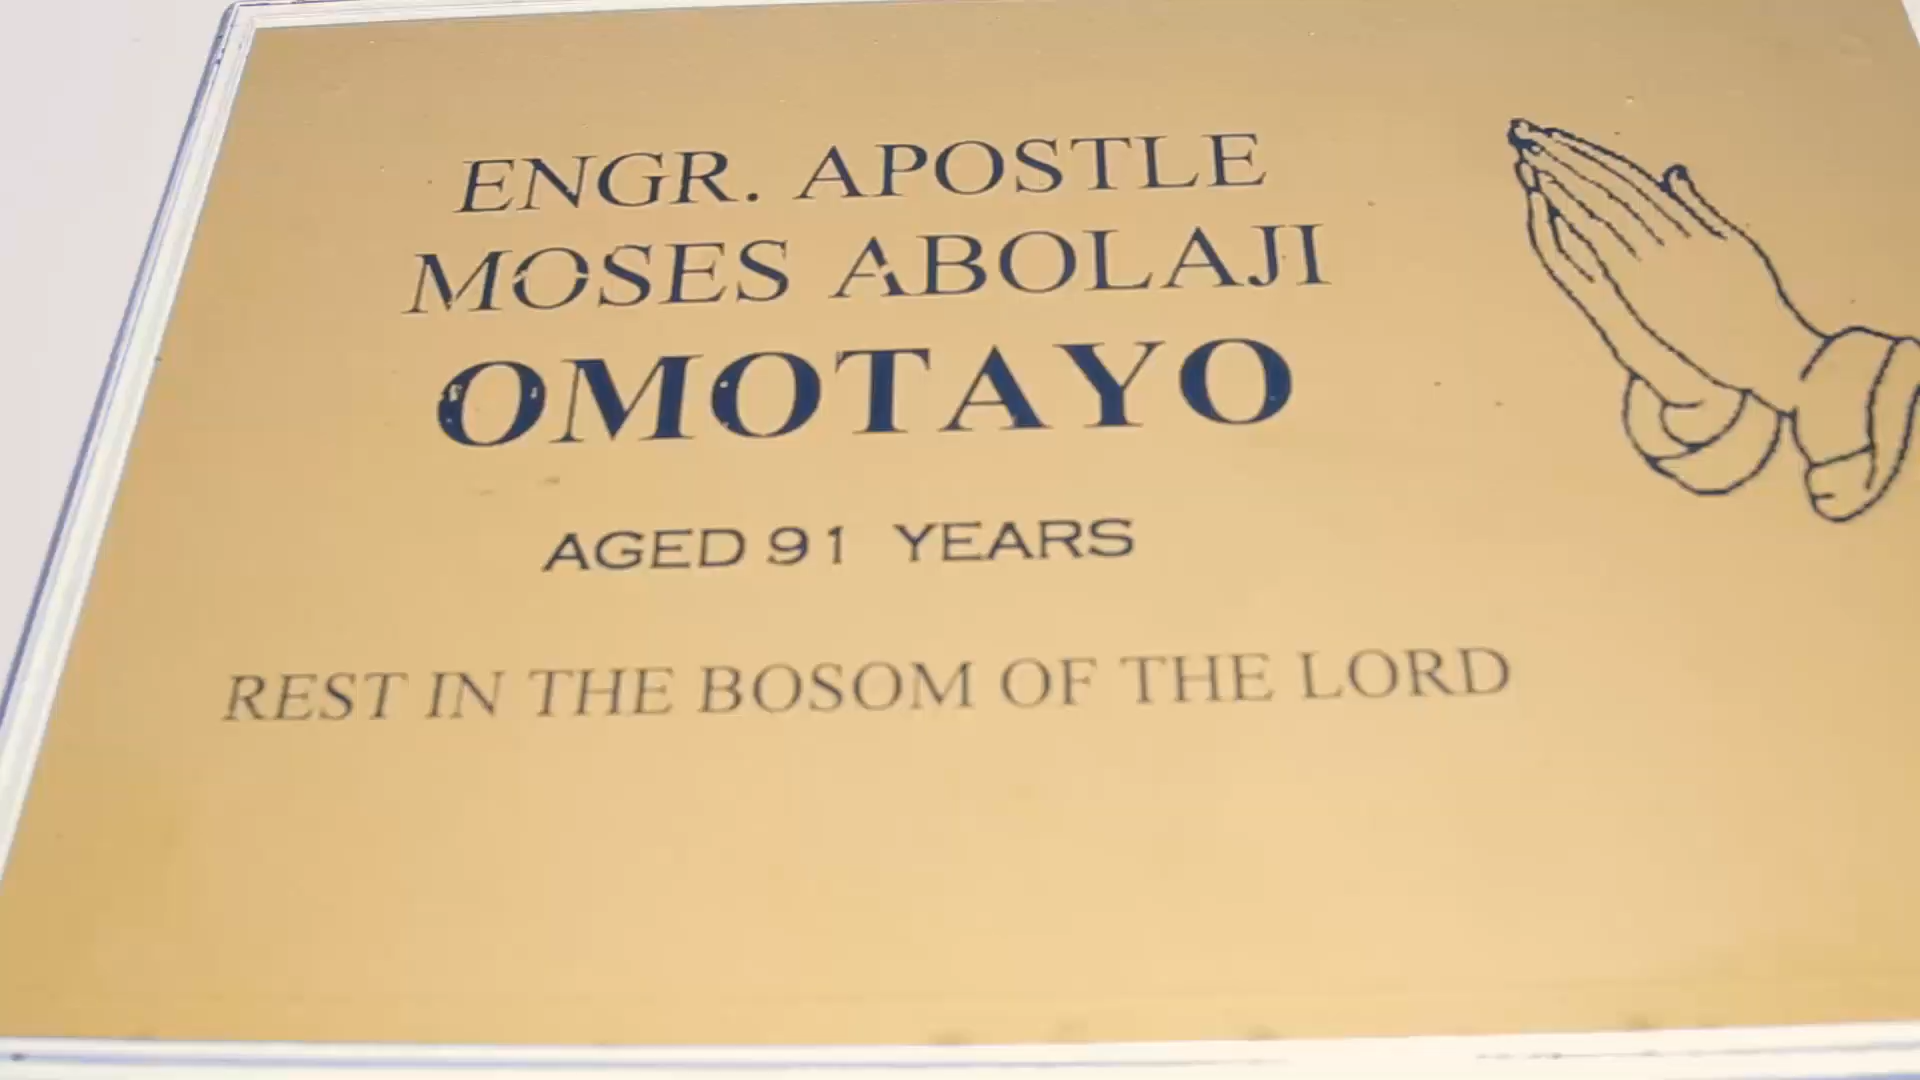 ENGR. APOSTLE
MOSES ABOLAJI
OMOTAYO
AGED 91 YEARS
REST IN THE BOSOM OF THE LORD